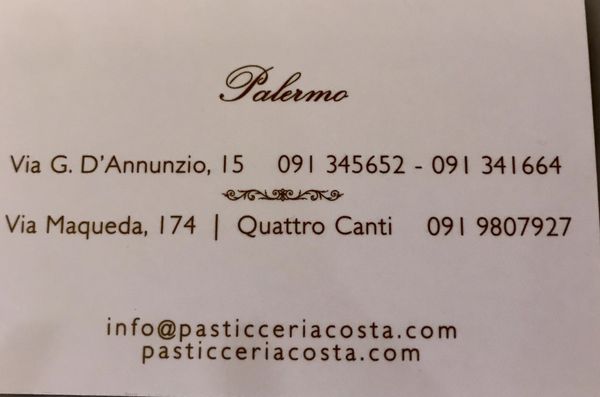 Palermo
Via G. D'Annunzio, 15 091 345652 - 091 341664
Via Maqueda, 174 | Quattro Canti 091 9807927
info@pasticceriacosta.com
pasticceriacosta.com